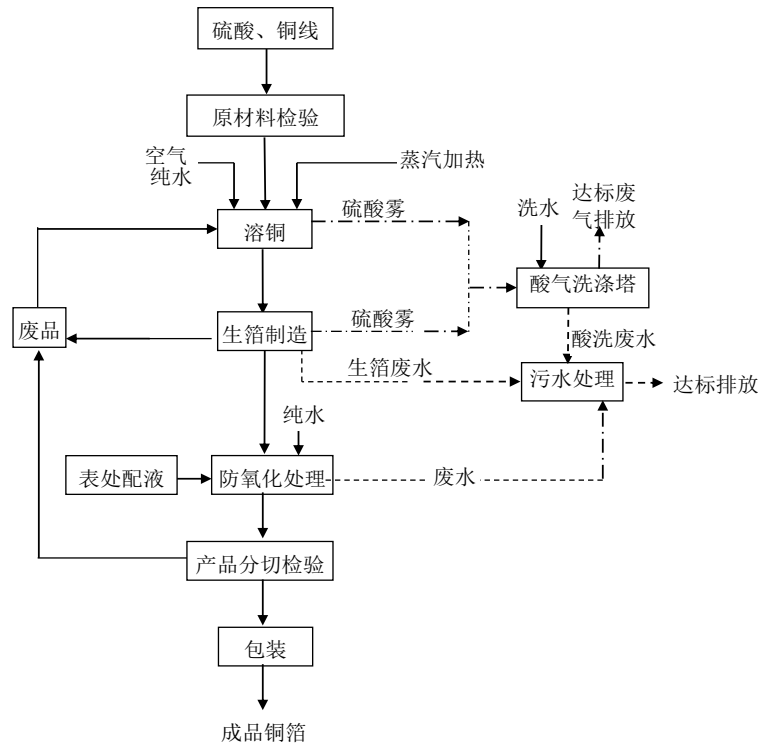 硫酸、铜线
原材料检验
空气
纯水
蒸汽加热
硫酸雾
洗水
达标废
气排放
溶铜
酸气洗涤塔
废品
生箔制造
硫酸雾
酸洗废水
生箔废水
污水处理
达标排放
纯水
表处配液
防氧化处理
废水
产品分切检验
包装
成品铜箔